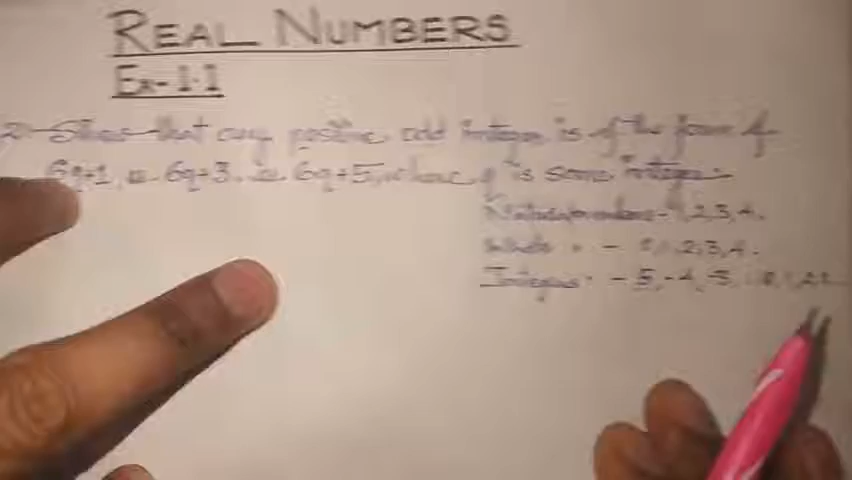 REAL NUMBERS
Ex-1.1
2) Show that any positive odd integer is of the form of
6q+1, or 6q+3, or 6q+5, where q is some integer.
Natural numbers - 1,2,3,4.
Whole " - 1,2,3,4.
Integers - -5,-4,-3,